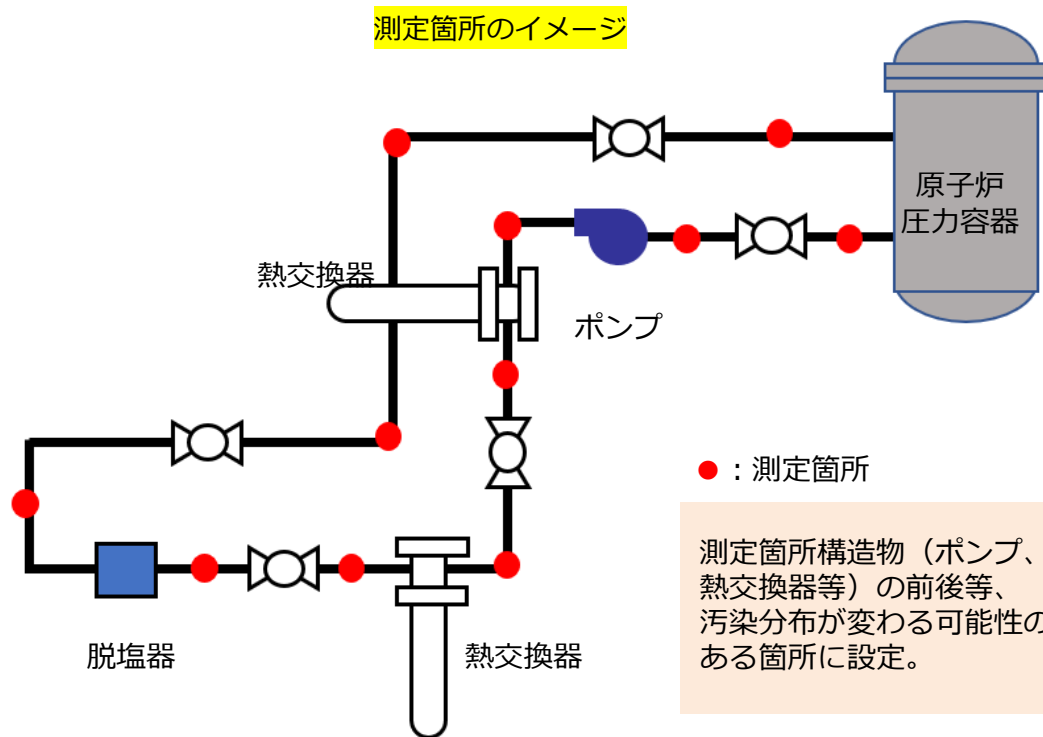 測定箇所のイメージ
原子炉
圧力容器
熱交換器
ポンプ
●：測定箇所
測定箇所構造物（ポンプ、
熱交換器等）の前後等、
汚染分布が変わる可能性の
ある箇所に設定。
脱塩器
熱交換器